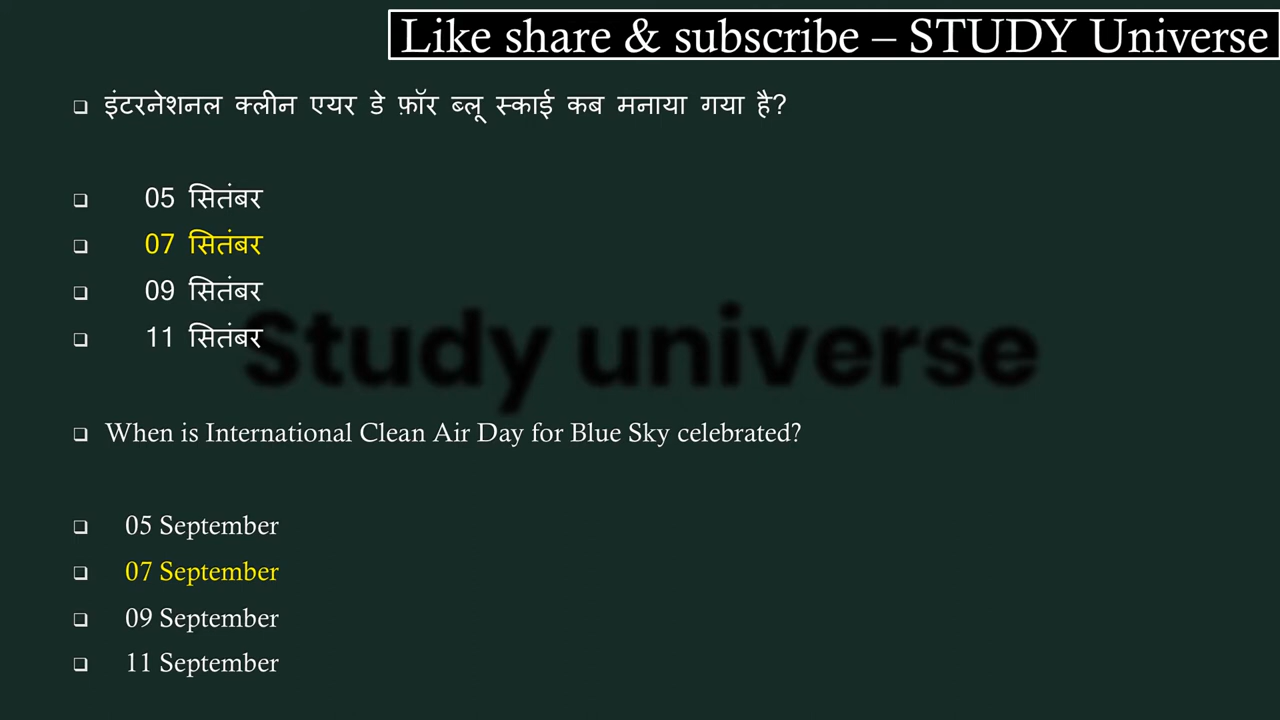 Like share & subscribe – STUDY Universe
इंटरनेशनल क्लीन एयर डे फ़ॉर ब्लू स्काई कब मनाया गया है?
05 सितंबर
07 सितंबर
09 सितंबर
11 सितंबर
Study universe
When is International Clean Air Day for Blue Sky celebrated?
05 September
07 September
09 September
11 September